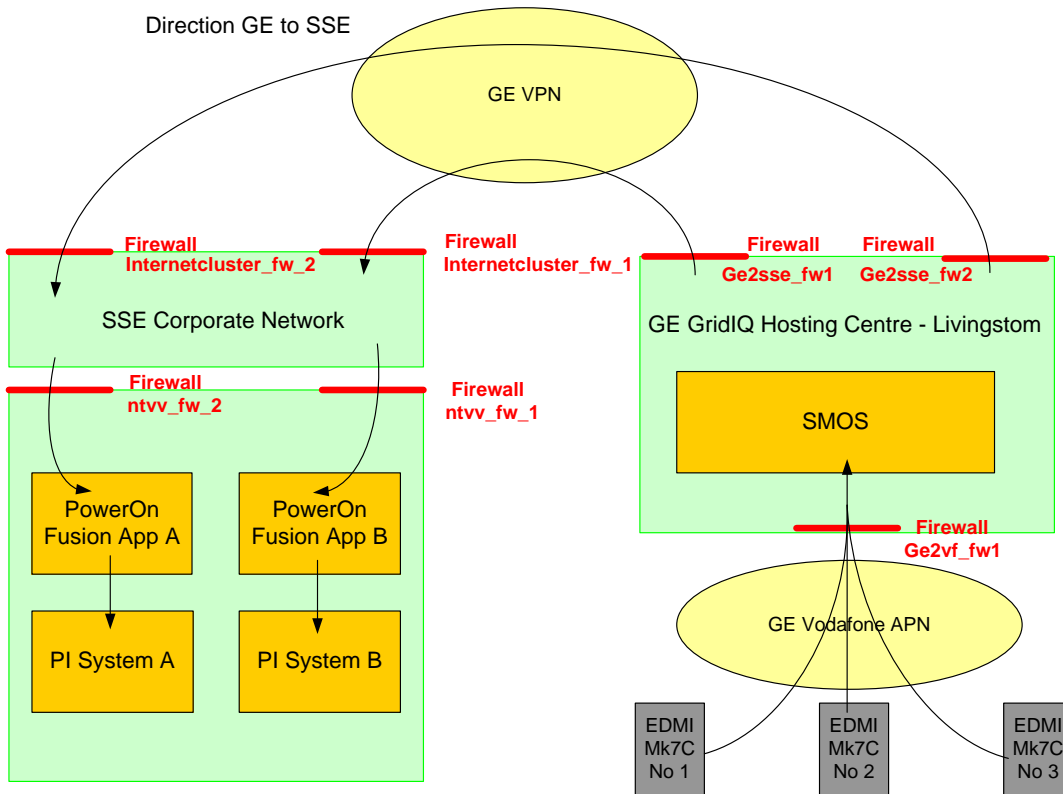 Direction GE to SSE
GE VPN
Firewall
Internetcluster_fw_2
Firewall
Internetcluster_fw_1
Firewall
Ge2sse_fw1
Firewall
Ge2sse_fw2
SSE Corporate Network
GE GridIQ Hosting Centre - Livingstom
Firewall
ntvv_fw_2
Firewall
ntvv_fw_1
SMOS
PowerOn
Fusion App A
PowerOn
Fusion App B
Firewall
Ge2vf_fw1
PI System A
PI System B
GE Vodafone APN
EDMI
Mk7C
No 1
EDMI
Mk7C
No 2
EDMI
Mk7C
No 3